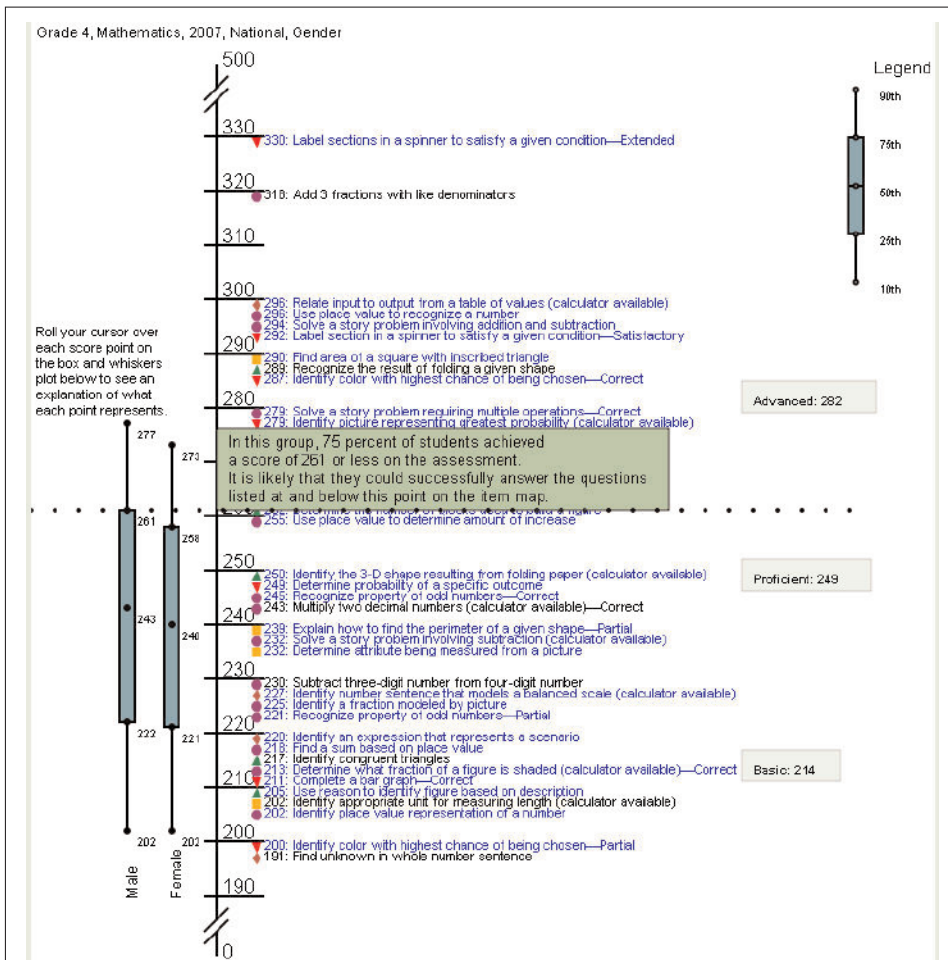 Grade 4, Mathematics, 2007, National, Gender
500
Legend
90th
75th
50th
25th
10th
330
330: Label sections in a spinner to satisfy a given condition—Extended
320
318: Add 3 fractions with like denominators
310
300
296: Relate input to output from a table of values (calculator available)
296: Use place value to recognize a number
294: Solve a story problem involving addition and subtraction
292: Label section in a spinner to satisfy a given condition—Satisfactory
Roll your cursor over
each score point on
the box and whiskers
plot below to see an
explanation of what
each point represents.
290
290: Find area of a square with inscribed triangle
289: Recognize the result of folding a given shape
287: Identify color with highest chance of being chosen—Correct
280
279: Solve a story problem requiring multiple operations—Correct
279: Identify picture representing greatest probability (calculator available)
Advanced: 282
277
273
In this group, 75 percent of students achieved
a score of 261 or less on the assessment.
It is likely that they could successfully answer the questions
listed at and below this point on the item map.
261
258
255: Use place value to determine amount of increase
250
250: Identify the 3-D shape resulting from folding paper (calculator available)
249: Determine probability of a specific outcome
245: Recognize property of odd numbers—Correct
243: Multiply two decimal numbers (calculator available)—Correct
Proficient: 249
243
240
240
239: Explain how to find the perimeter of a given shape—Partial
232: Solve a story problem involving subtraction (calculator available)
232: Determine attribute being measured from a picture
230
230: Subtract three-digit number from four-digit number
227: Identify number sentence that models a balanced scale (calculator available)
225: Identify a fraction modeled by picture
221: Recognize property of odd numbers—Partial
222
221
220
220: Identify an expression that represents a scenario
218: Find a sum based on place value
217: Identify congruent triangles
213: Determine what fraction of a figure is shaded (calculator available)—Correct
211: Complete a bar graph—Correct
Basic: 214
210
205: Use reason to identify figure based on description
202: Identify appropriate unit for measuring length (calculator available)
202: Identify place value representation of a number
202
202
200
200: Identify color with highest chance of being chosen—Partial
191: Find unknown in whole number sentence
190
Male
Female
0